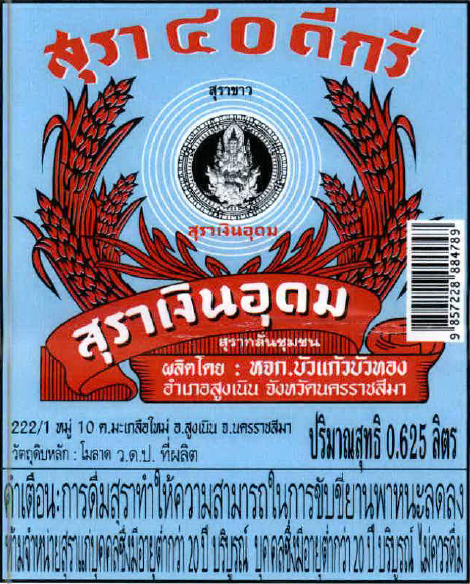 สุรา ๔๐ ดีกรี
สุราขาว
สุราเงินอุดม
สุราเงินอุดม
สุรากลั่นชุมชน
ผลิตโดย : หจก.บัวแก้วบัวทอง
อำเภอสูงเนิน จังหวัดนครราชสีมา
9 857228 884789
222/1 หมู่ 10 ต.มะเกลือใหม่ อ.สูงเนิน จ.นครราชสีมา
วัตถุดิบหลัก : โมลาด ว.ด.ป. ที่ผลิต
ปริมาณสุทธิ 0.625 ลิตร
คำเตือน:การดื่มสุราทำให้ความสามารถในการขับขี่ยานพาหนะลดลง
ห้ามจำหน่ายสุราแก่บุคคลซึ่งมีอายุต่ำกว่า 20 ปี บริบูรณ์ บุคคลซึ่งมีอายุต่ำกว่า 20 ปี บริบูรณ์ ไม่ควรดื่ม